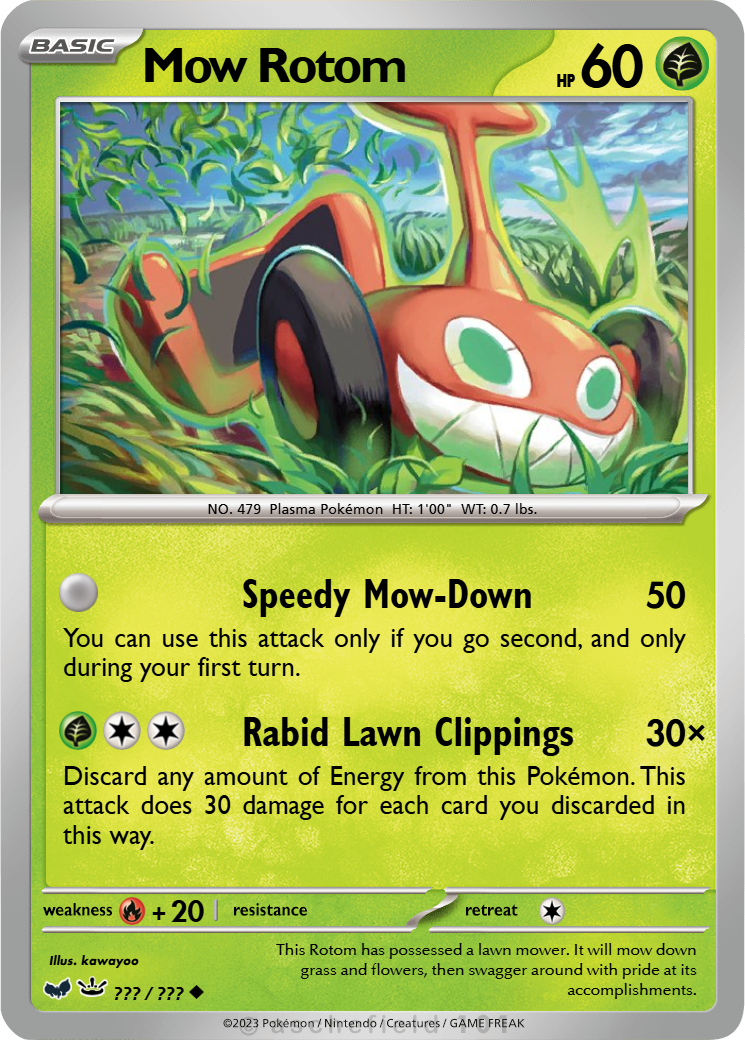 BASIC
Mow Rotom HP 60
NO. 479 Plasma Pokémon HT: 1'00" WT: 0.7 lbs.
Speedy Mow-Down 50
You can use this attack only if you go second, and only
during your first turn.
Rabid Lawn Clippings 30×
Discard any amount of Energy from this Pokémon. This
attack does 30 damage for each card you discarded in
this way.
weakness + 20 resistance retreat
Illus. kawayoo
This Rotom has possessed a lawn mower. It will mow down
grass and flowers, then swagger around with pride at its
accomplishments.
??? / ???
©2023 Pokémon / Nintendo / Creatures / GAME FREAK